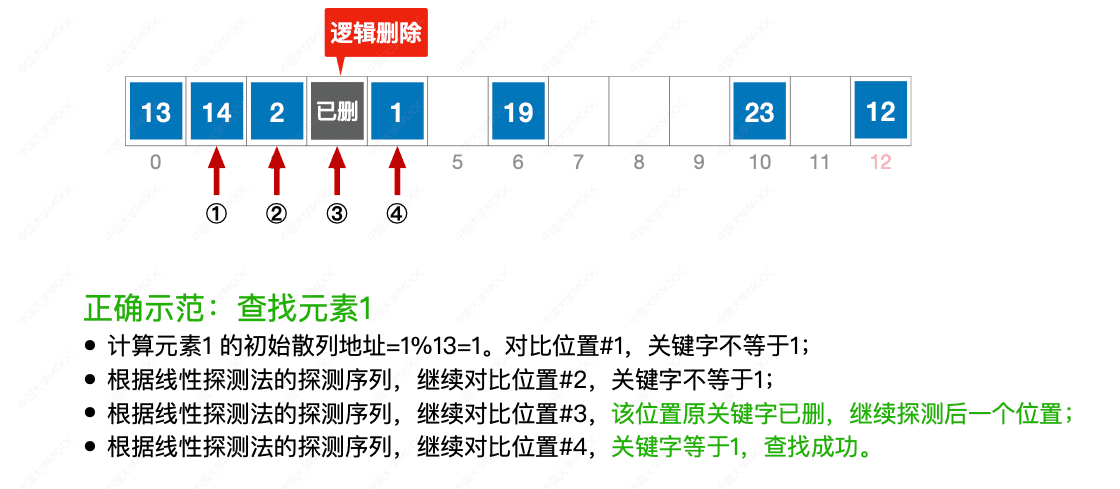 逻辑删除
13 14 2 已删 1 19 23 12
0 5 6 7 8 9 10 11 12
① ② ③ ④
正确示范：查找元素1
• 计算元素1 的初始散列地址=1%13=1。对比位置#1，关键字不等于1；
• 根据线性探测法的探测序列，继续对比位置#2，关键字不等于1；
• 根据线性探测法的探测序列，继续对比位置#3，该位置原关键字已删，继续探测后一个位置；
• 根据线性探测法的探测序列，继续对比位置#4，关键字等于1，查找成功。